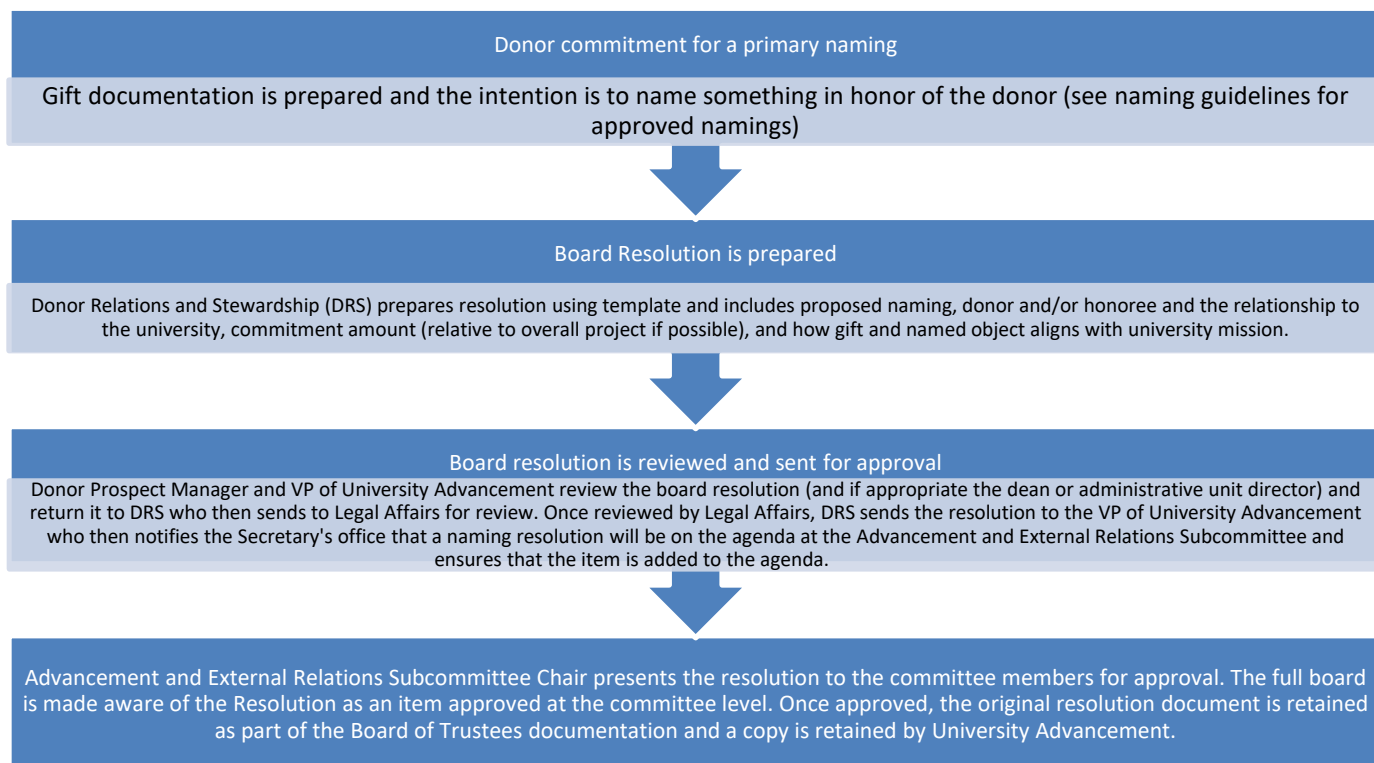 Donor commitment for a primary naming
Gift documentation is prepared and the intention is to name something in honor of the donor (see naming guidelines for
approved namings)
Board Resolution is prepared
Donor Relations and Stewardship (DRS) prepares resolution using template and includes proposed naming, donor and/or honoree and the relationship to
the university, commitment amount (relative to overall project if possible), and how gift and named object aligns with university mission.
Board resolution is reviewed and sent for approval
Donor Prospect Manager and VP of University Advancement review the board resolution (and if appropriate the dean or administrative unit director) and
return it to DRS who then sends to Legal Affairs for review. Once reviewed by Legal Affairs, DRS sends the resolution to the VP of University Advancement
who then notifies the Secretary's office that a naming resolution will be on the agenda at the Advancement and External Relations Subcommittee and
ensures that the item is added to the agenda.
Advancement and External Relations Subcommittee Chair presents the resolution to the committee members for approval. The full board
is made aware of the Resolution as an item approved at the committee level. Once approved, the original resolution document is retained
as part of the Board of Trustees documentation and a copy is retained by University Advancement.